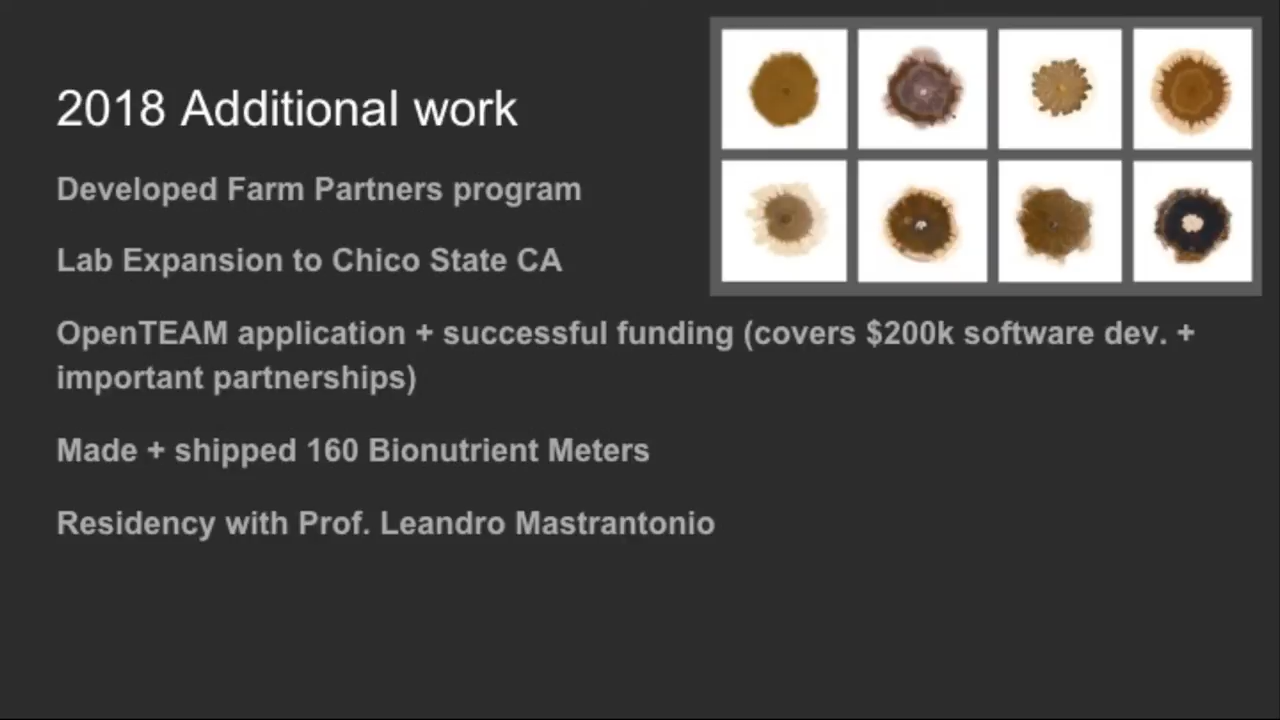 2018 Additional work
Developed Farm Partners program
Lab Expansion to Chico State CA
OpenTEAM application + successful funding (covers $200k software dev. +
important partnerships)
Made + shipped 160 Bionutrient Meters
Residency with Prof. Leandro Mastrantonio